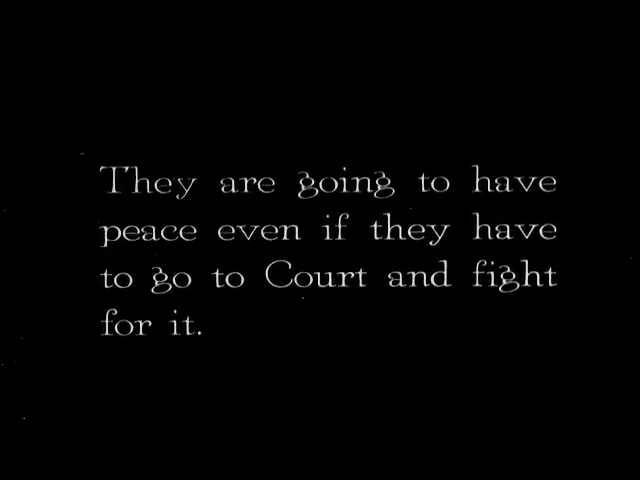 They are going to have
peace even if they have
to go to Court and fight
for it.